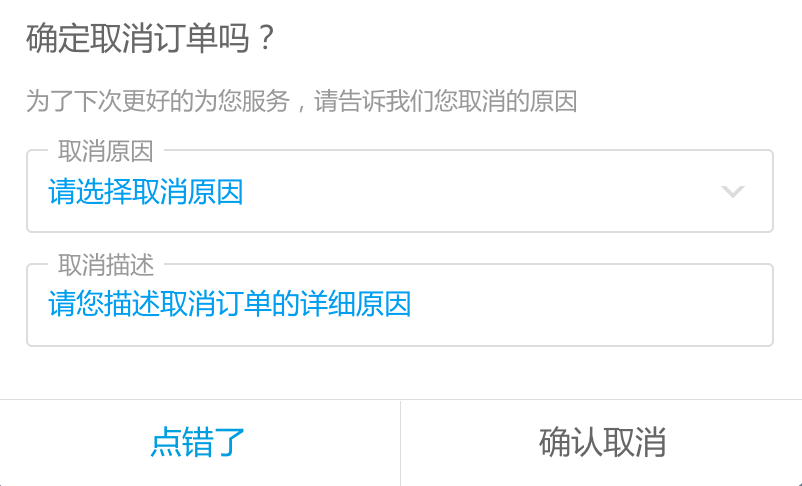 确定取消订单吗？
为了下次更好的为您服务，请告诉我们您取消的原因
取消原因
请选择取消原因
取消描述
请您描述取消订单的详细原因
点错了
确认取消